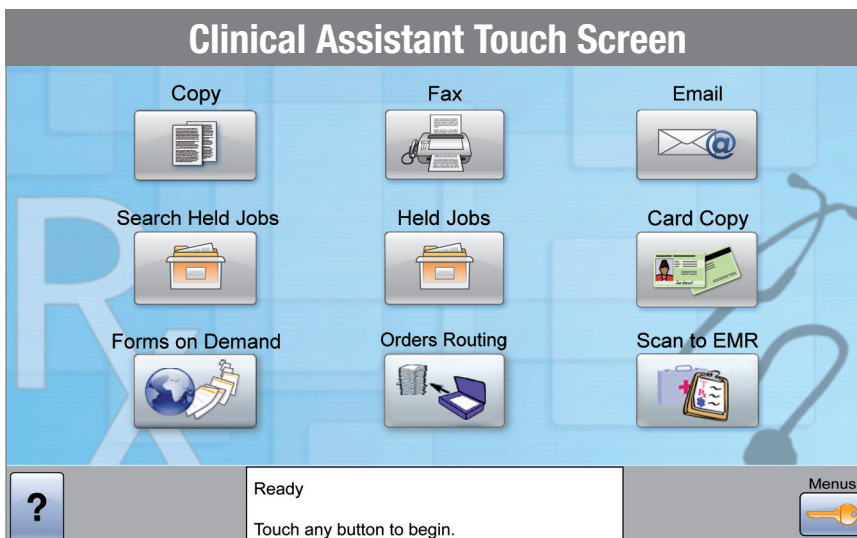 Clinical Assistant Touch Screen
Copy
Fax
Email
Search Held Jobs
Held Jobs
Card Copy
Forms on Demand
Orders Routing
Scan to EMR
Rx
?
Ready
Touch any button to begin.
Menus